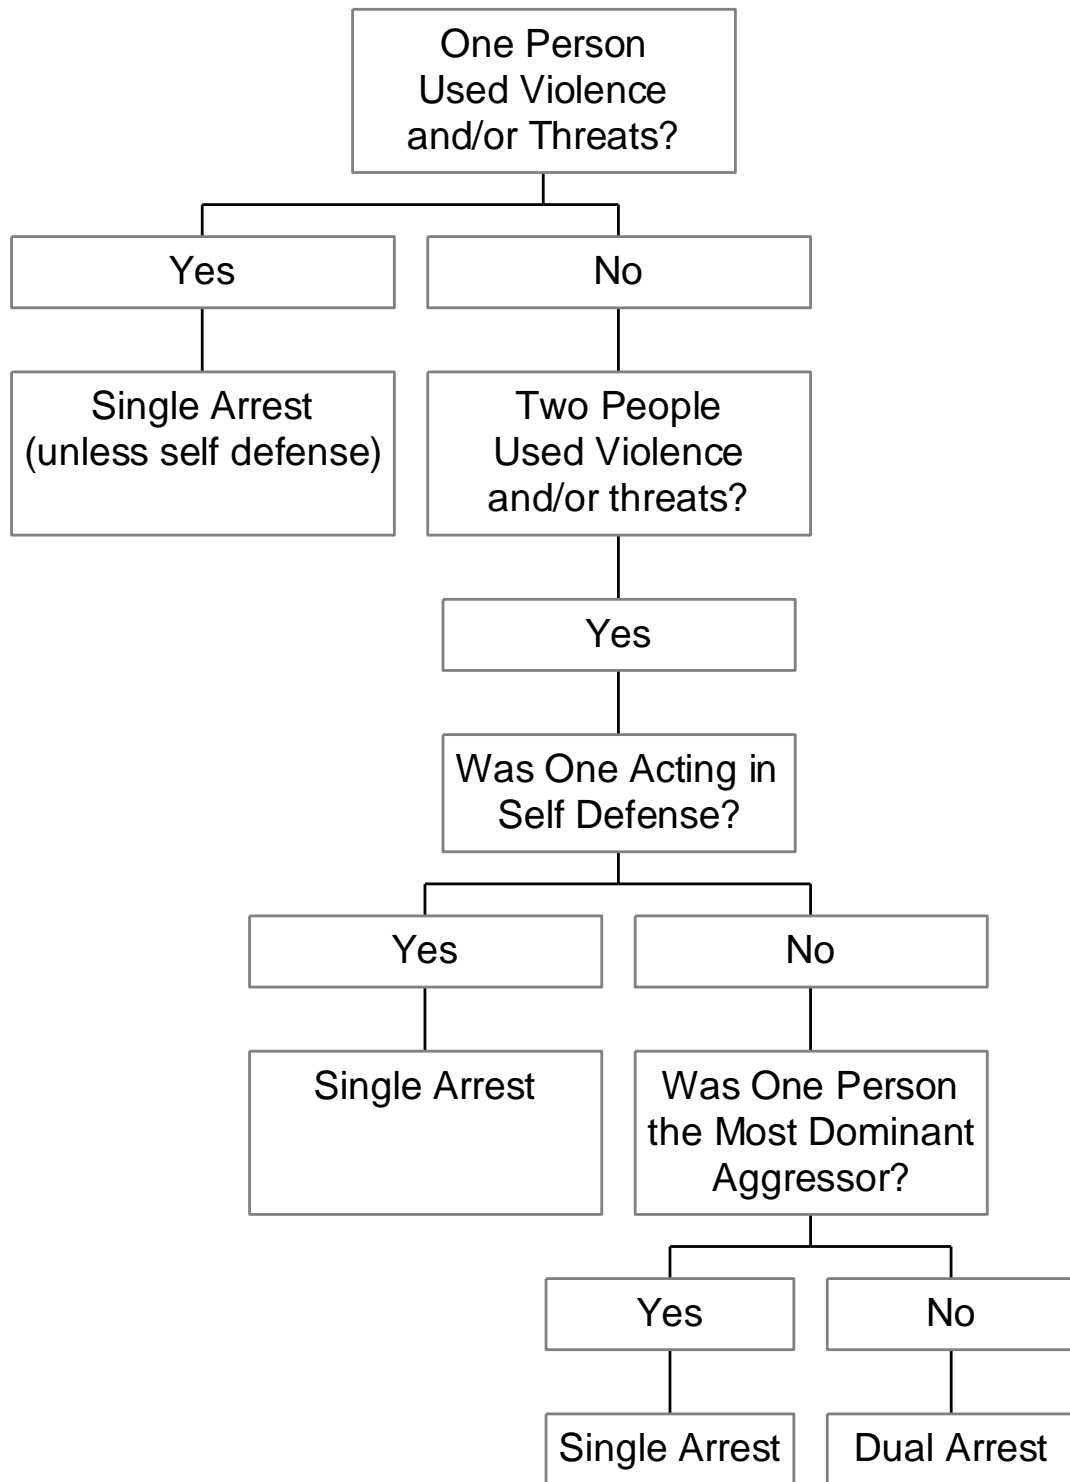 One Person
Used Violence
and/or Threats?
Yes
No
Single Arrest
(unless self defense)
Two People
Used Violence
and/or threats?
Yes
Was One Acting in
Self Defense?
Yes
No
Single Arrest
Was One Person
the Most Dominant
Aggressor?
Yes
No
Single Arrest
Dual Arrest